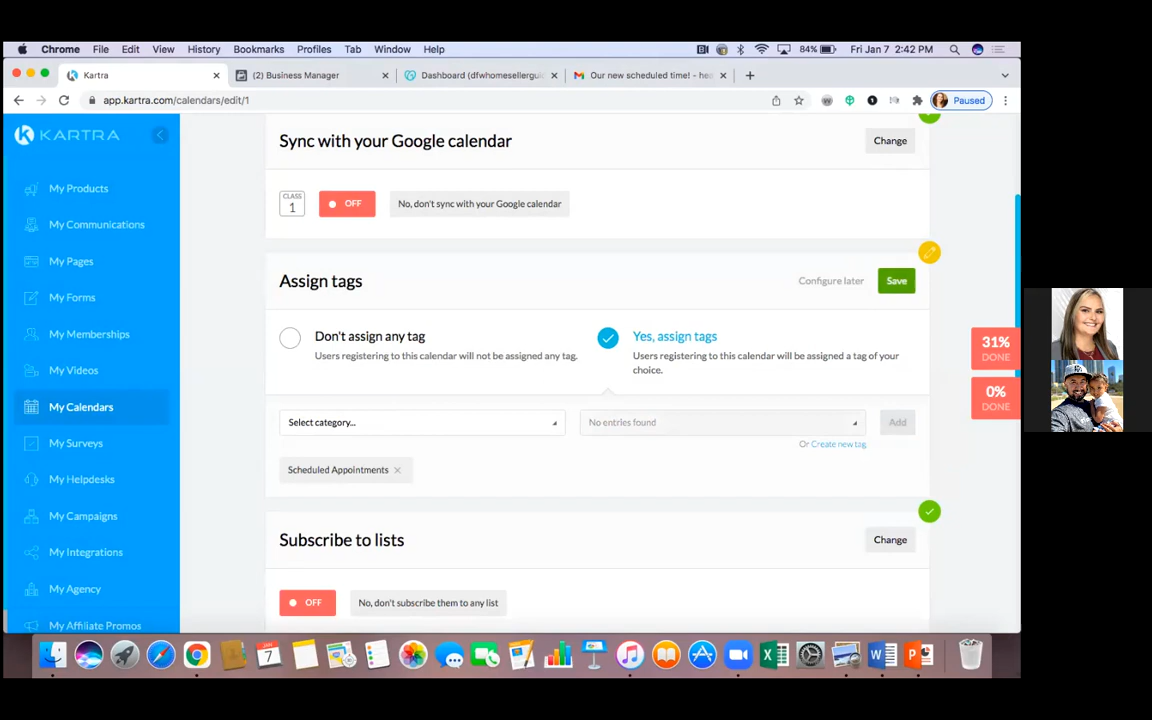 Chrome File Edit View History Bookmarks Profiles Tab Window Help 84% Fri Jan 7 2:42 PM
Kartra (2) Business Manager Dashboard (dfwhomesellerguid Our new scheduled time! - hea
app.kartra.com/calendars/edit/1 Paused
KARTRA
My Products
My Communications
My Pages
My Forms
My Memberships
My Videos
My Calendars
My Surveys
My Helpdesks
My Campaigns
My Integrations
My Agency
My Affiliate Promos
Sync with your Google calendar Change
CLASS
1
OFF No, don't sync with your Google calendar
Assign tags Configure later Save
Don't assign any tag
Users registering to this calendar will not be assigned any tag.
Yes, assign tags
Users registering to this calendar will be assigned a tag of your
choice.
Select category... No entries found Add
Or Create new tag
Scheduled Appointments
Subscribe to lists Change
OFF No, don't subscribe them to any list
31%
DONE
0%
DONE
7